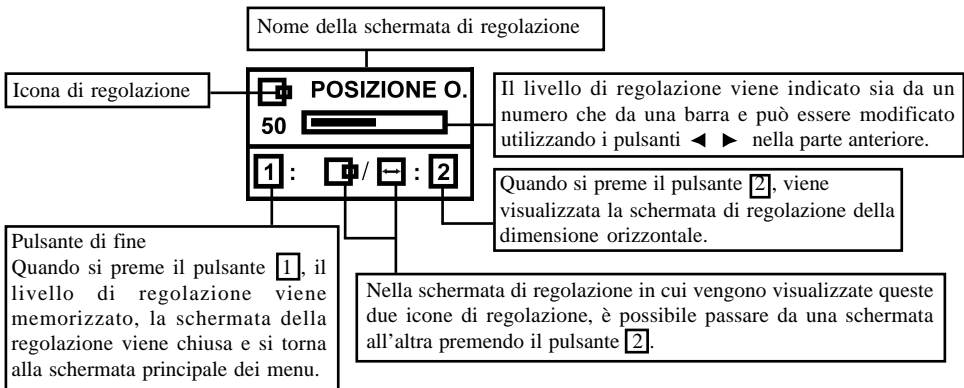 Nome della schermata di regolazione
Icona di regolazione
POSIZIONE O.
50
1 : / : 2
Il livello di regolazione viene indicato sia da un
numero che da una barra e può essere modificato
utilizzando i pulsanti ◄ ► nella parte anteriore.
Quando si preme il pulsante 2, viene
visualizzata la schermata di regolazione della
dimensione orizzontale.
Pulsante di fine
Quando si preme il pulsante 1, il
livello di regolazione viene
memorizzato, la schermata della
regolazione viene chiusa e si torna
alla schermata principale dei menu.
Nella schermata di regolazione in cui vengono visualizzate queste
due icone di regolazione, è possibile passare da una schermata
all'altra premendo il pulsante 2.